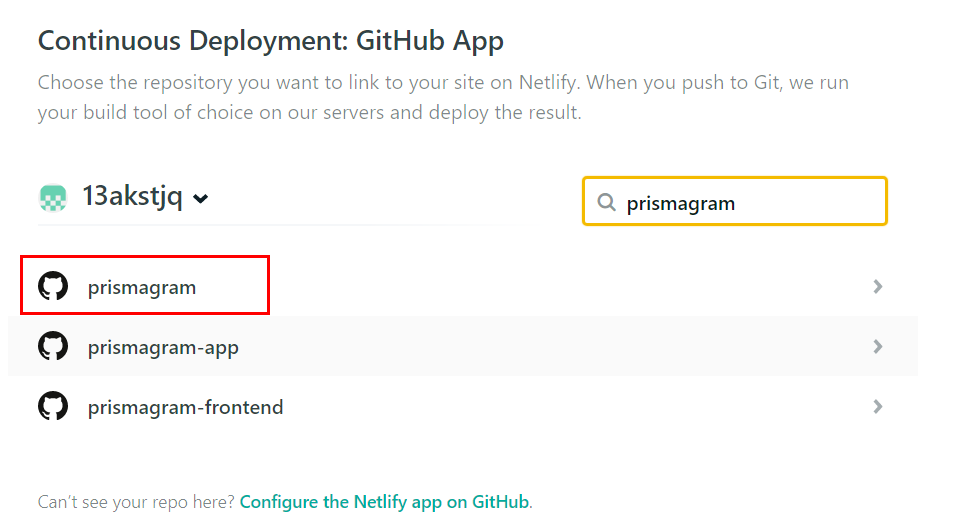 Continuous Deployment: GitHub App
Choose the repository you want to link to your site on Netlify. When you push to Git, we run
your build tool of choice on our servers and deploy the result.
13akstjq
prismagram
prismagram
prismagram-app
prismagram-frontend
Can’t see your repo here? Configure the Netlify app on GitHub.